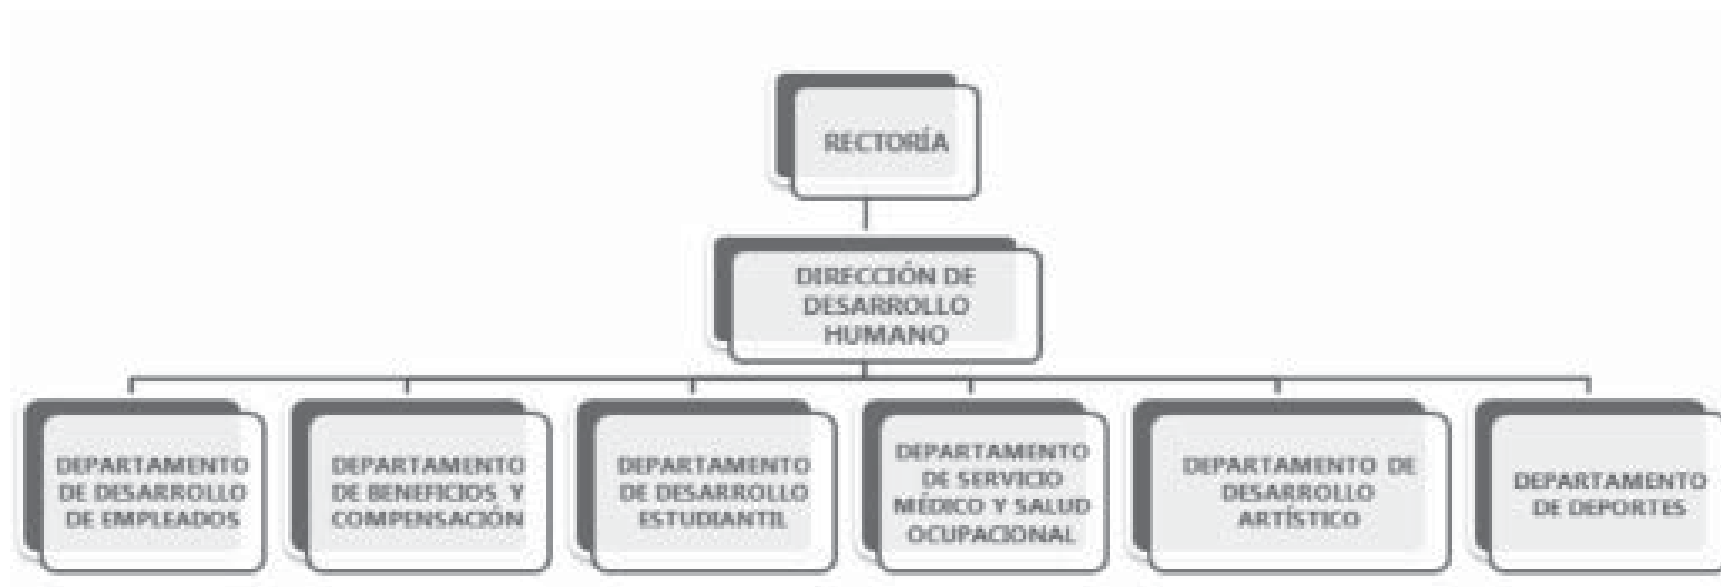 RECTORÍA
DIRECCIÓN DE
DESARROLLO
HUMANO
DEPARTAMENTO
DE DESARROLLO
DE EMPLEADOS
DEPARTAMENTO
DE BENEFICIOS Y
COMPENSACIÓN
DEPARTAMENTO
DE DESARROLLO
ESTUDIANTIL
DEPARTAMENTO
DE SERVICIO
MÉDICO Y SALUD
OCUPACIONAL
DEPARTAMENTO DE
DESARROLLO
ARTÍSTICO
DEPARTAMENTO
DE DEPORTES